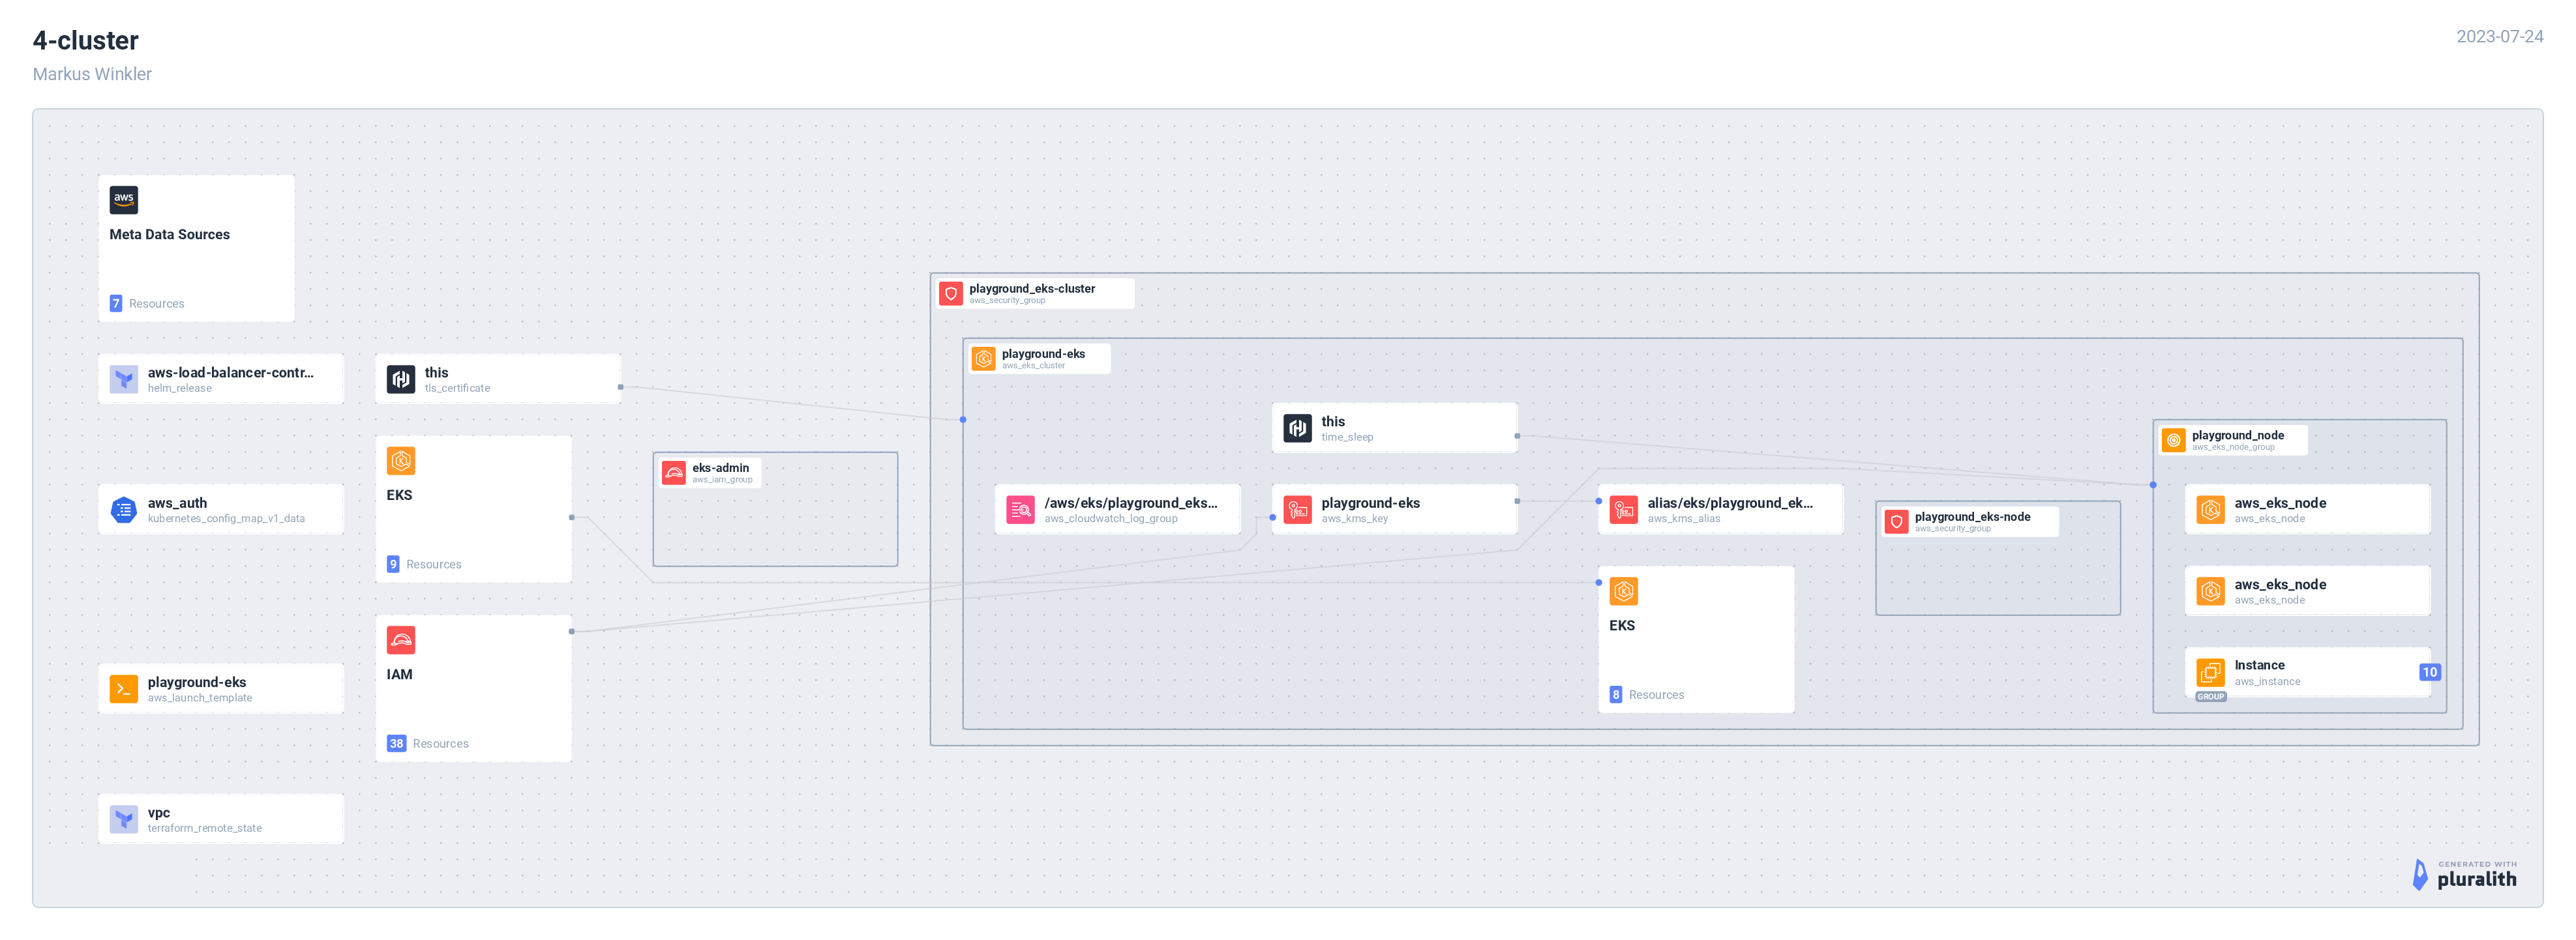 4-cluster
2023-07-24
Markus Winkler
aws
Meta Data Sources
7 Resources
aws-load-balancer-contr...
helm_release
this
tls_certificate
aws_auth
kubernetes_config_map_v1_data
EKS
9 Resources
eks-admin
aws_iam_group
playground-eks
aws_launch_template
IAM
38 Resources
vpc
terraform_remote_state
playground_eks-cluster
aws_security_group
playground-eks
aws_eks_cluster
this
time_sleep
/aws/eks/playground_eks...
aws_cloudwatch_log_group
playground-eks
aws_kms_key
alias/eks/playground_ek...
aws_kms_alias
EKS
8 Resources
playground_eks-node
aws_security_group
playground_node
aws_eks_node_group
aws_eks_node
aws_eks_node
aws_eks_node
aws_eks_node
Instance
aws_instance
10
GROUP
GENERATED WITH
pluralith